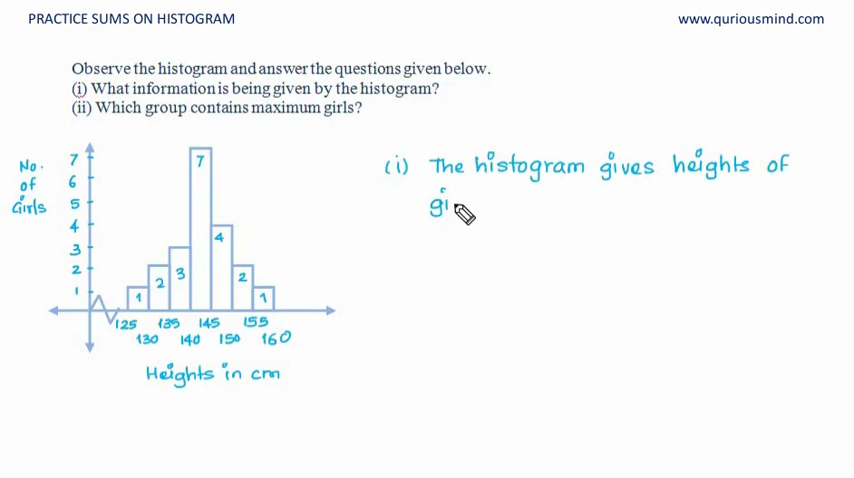 PRACTICE SUMS ON HISTOGRAM
www.quriousmind.com
Observe the histogram and answer the questions given below.
(i) What information is being given by the histogram?
(ii) Which group contains maximum girls?
No.
of
Girls
7
6
5
4
3
2
1
1
2
3
7
4
2
1
125 135 145 155
130 140 150 160
Heights in cm
(i) The histogram gives heights of
gi